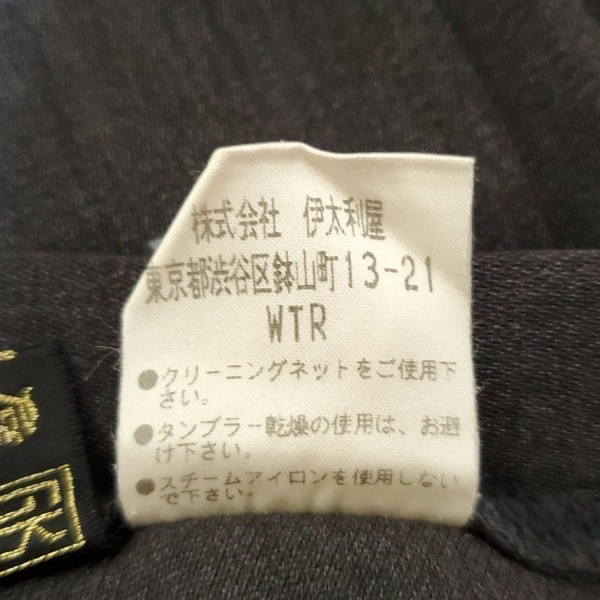 株式会社 伊太利屋
東京都渋谷区鉢山町13-21
WTR
●クリーニングネットをご使用下
さい。
●タンブラー乾燥の使用は、お避
け下さい。
●スチームアイロンを使用しない
で下さい。